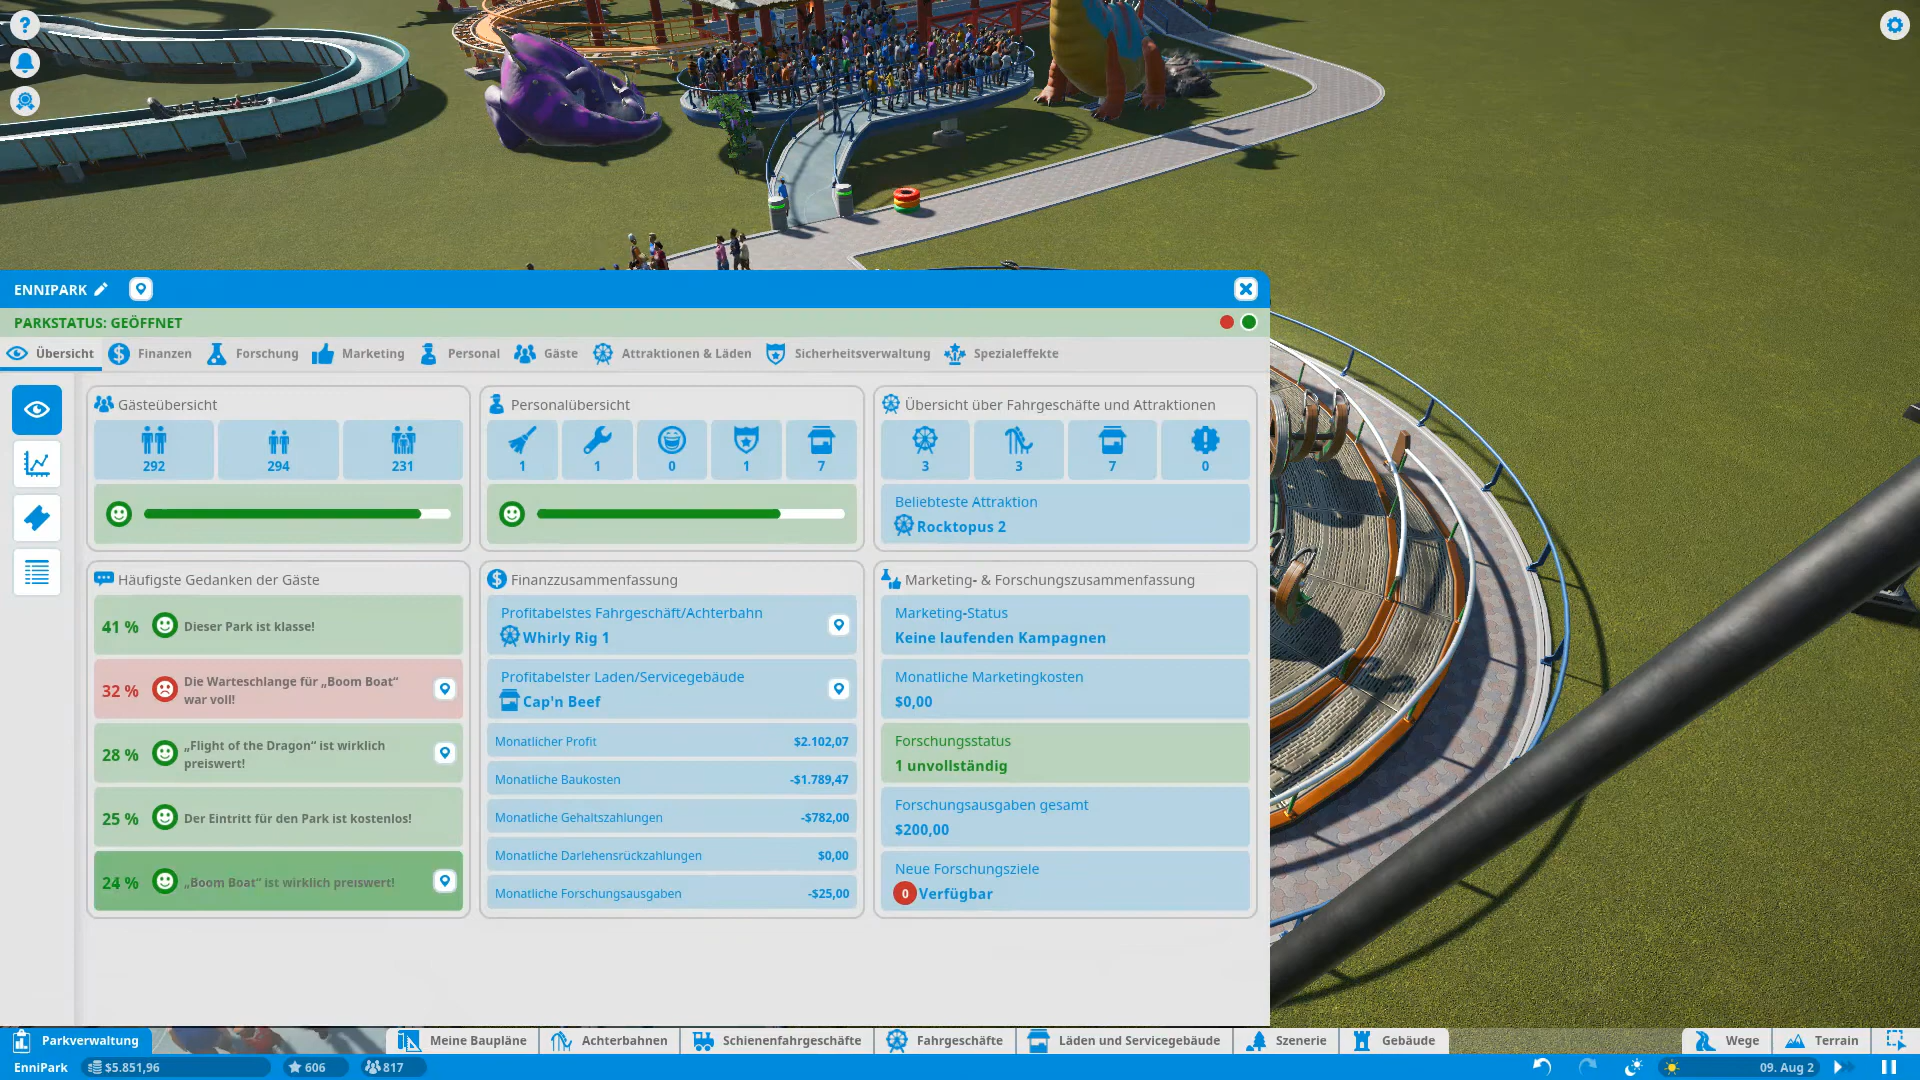 ENNIPARK
PARKSTATUS: GEÖFFNET
Übersicht
Finanzen
Forschung
Marketing
Personal
Gäste
Attraktionen & Läden
Sicherheitsverwaltung
Spezialeffekte
Gästeübersicht
292
294
231
Personalübersicht
1
1
0
1
7
Übersicht über Fahrgeschäfte und Attraktionen
3
3
7
0
Beliebteste Attraktion
Rocktopus 2
Häufigste Gedanken der Gäste
41 %
Dieser Park ist klasse!
32 %
Die Warteschlange für „Boom Boat“
war voll!
28 %
„Flight of the Dragon“ ist wirklich
preiswert!
25 %
Der Eintritt für den Park ist kostenlos!
24 %
„Boom Boat“ ist wirklich preiswert!
Finanzzusammenfassung
Profitabelstes Fahrgeschäft/Achterbahn
Whirly Rig 1
Profitabelster Laden/Servicegebäude
Cap'n Beef
Monatlicher Profit $2.102,07
Monatliche Baukosten -$1.789,47
Monatliche Gehaltszahlungen -$782,00
Monatliche Darlehensrückzahlungen $0,00
Monatliche Forschungsausgaben -$25,00
Marketing- & Forschungszusammenfassung
Marketing-Status
Keine laufenden Kampagnen
Monatliche Marketingkosten
$0,00
Forschungsstatus
1 unvollständig
Forschungsausgaben gesamt
$200,00
Neue Forschungsziele
0 Verfügbar
Parkverwaltung
Meine Baupläne
Achterbahnen
Schienenfahrgeschäfte
Fahrgeschäfte
Läden und Servicegebäude
Szenerie
Gebäude
Wege
Terrain
EnniPark
$5.851,96
606
817
09. Aug 2